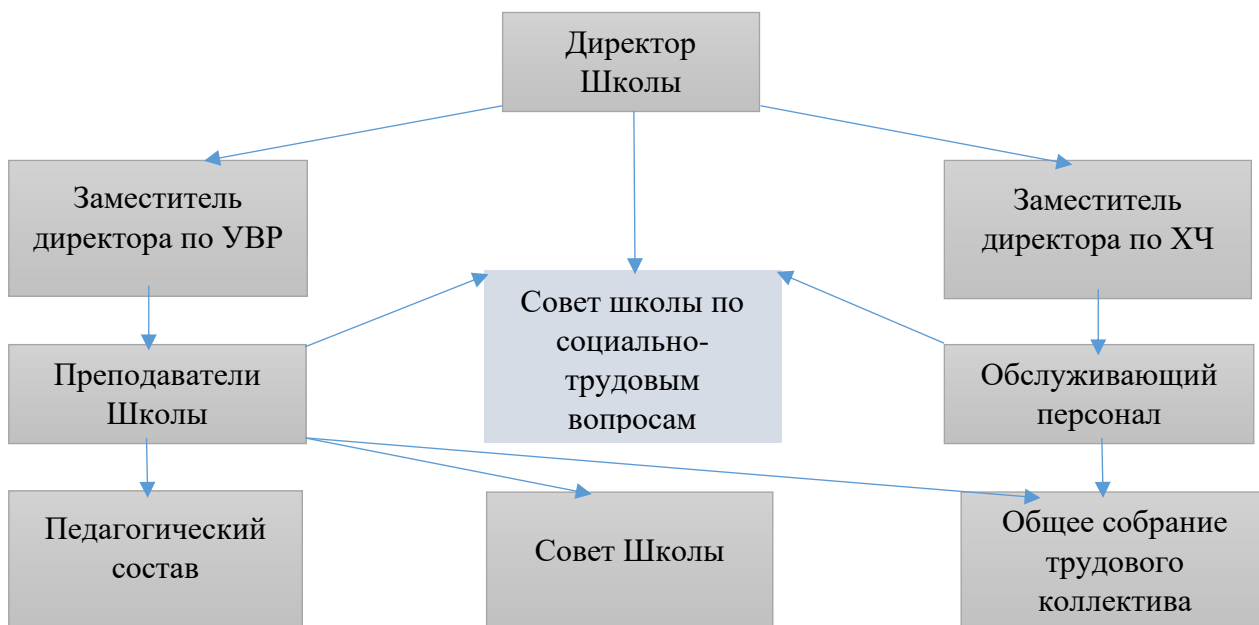 Директор
Школы
Заместитель
директора по УВР
Заместитель
директора по ХЧ
Совет школы по
социально-
трудовым
вопросам
Преподаватели
Школы
Обслуживающий
персонал
Педагогический
состав
Совет Школы
Общее собрание
трудового
коллектива